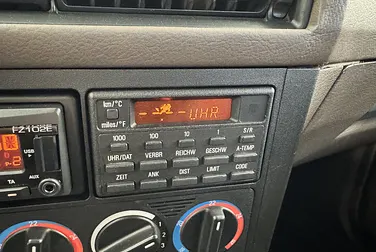 km/°C
miles/°F
- -:- - UHR
1000 100 10 1 S/R
UHR/DAT VERBR REICHW GESCHW A-TEMP
ZEIT ANK DIST LIMIT CODE
FZ102E
USB
TA AUX
22 22